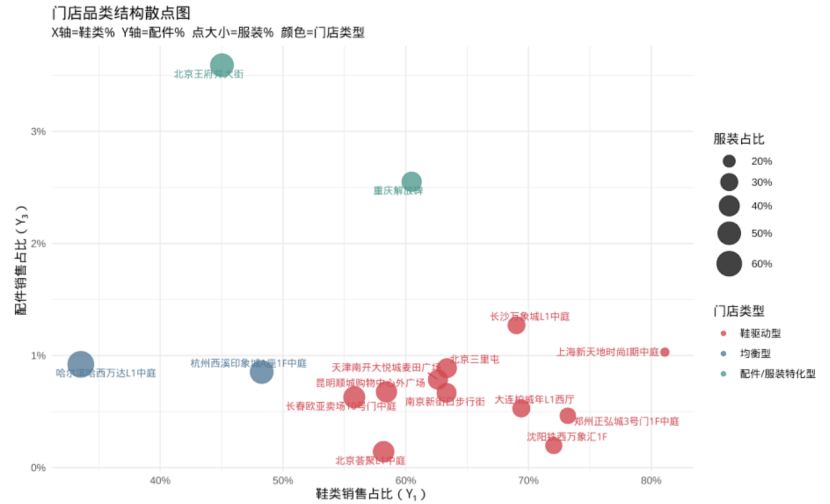 门店品类结构散点图
X轴=鞋类% Y轴=配件% 点大小=服装% 颜色=门店类型
北京王府井大街
3%
重庆解放碑
2%
长沙万象城L1中庭
上海新天地时尚I期中庭
1%
北京三里屯
天津南开大悦城麦田广场
杭州西溪印象城A座1F中庭
哈尔滨哈西万达L1中庭
昆明顺城购物中心外广场
长春欧亚卖场10号门中庭
南京新街口步行街
大连柏威年L1西厅
郑州正弘城3号门1F中庭
沈阳铁西万象汇1F
北京荟聚L1中庭
0%
40%
50%
60%
70%
80%
鞋类销售占比 (Y1)
配件销售占比 (Y3)
服装占比
20%
30%
40%
50%
60%
门店类型
鞋驱动型
均衡型
配件/服装特化型